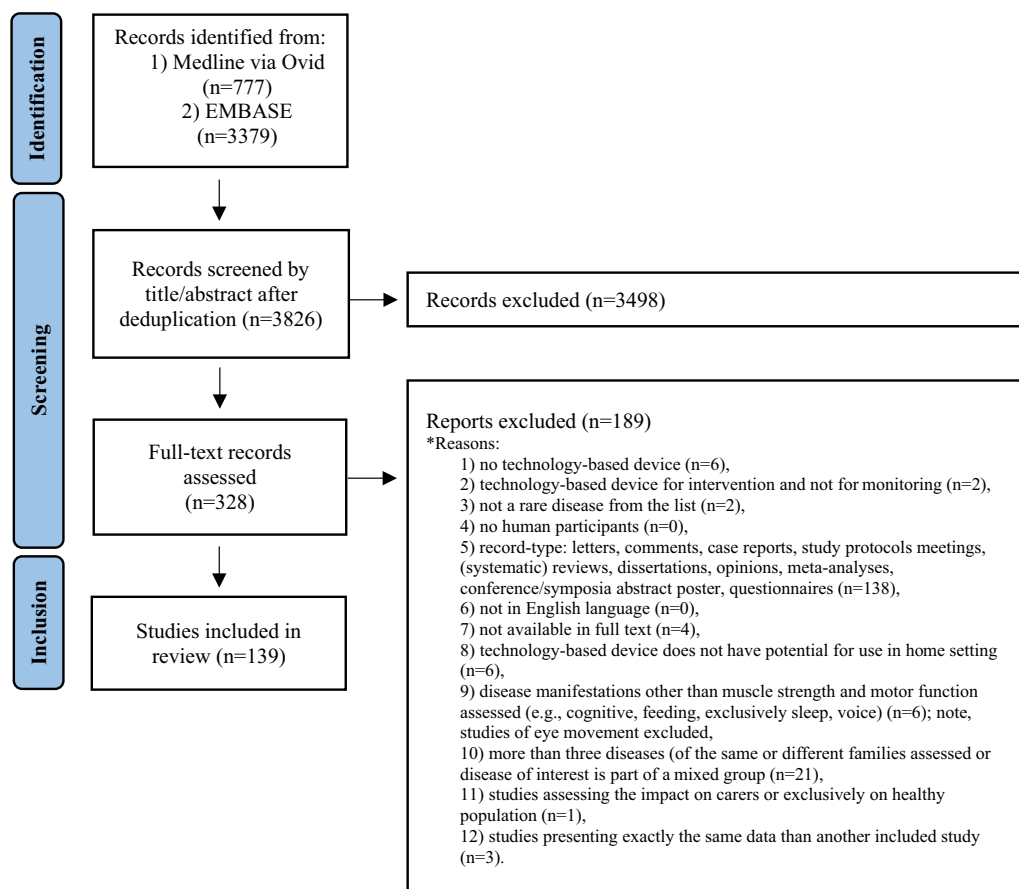 Identification
Records identified from:
1) Medline via Ovid
(n=777)
2) EMBASE
(n=3379)
Screening
Records screened by
title/abstract after
deduplication (n=3826)
Records excluded (n=3498)
Full-text records
assessed
(n=328)
Reports excluded (n=189)
*Reasons:
1) no technology-based device (n=6),
2) technology-based device for intervention and not for monitoring (n=2),
3) not a rare disease from the list (n=2),
4) no human participants (n=0),
5) record-type: letters, comments, case reports, study protocols meetings,
(systematic) reviews, dissertations, opinions, meta-analyses,
conference/symposia abstract poster, questionnaires (n=138),
6) not in English language (n=0),
7) not available in full text (n=4),
8) technology-based device does not have potential for use in home setting
(n=6),
9) disease manifestations other than muscle strength and motor function
assessed (e.g., cognitive, feeding, exclusively sleep, voice) (n=6); note,
studies of eye movement excluded,
10) more than three diseases (of the same or different families assessed or
disease of interest is part of a mixed group (n=21),
11) studies assessing the impact on carers or exclusively on healthy
population (n=1),
12) studies presenting exactly the same data than another included study
(n=3).
Inclusion
Studies included in
review (n=139)